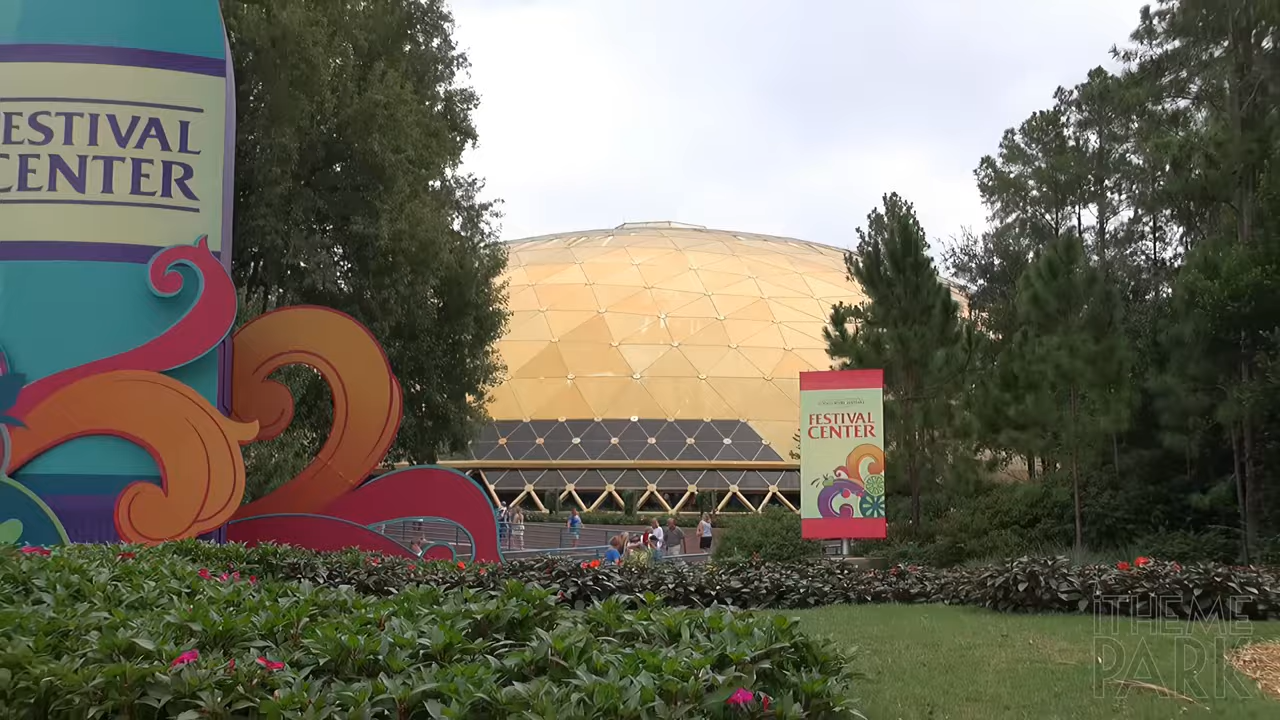 ESTIVAL
CENTER
FESTIVAL
CENTER
iTHEME
PARK